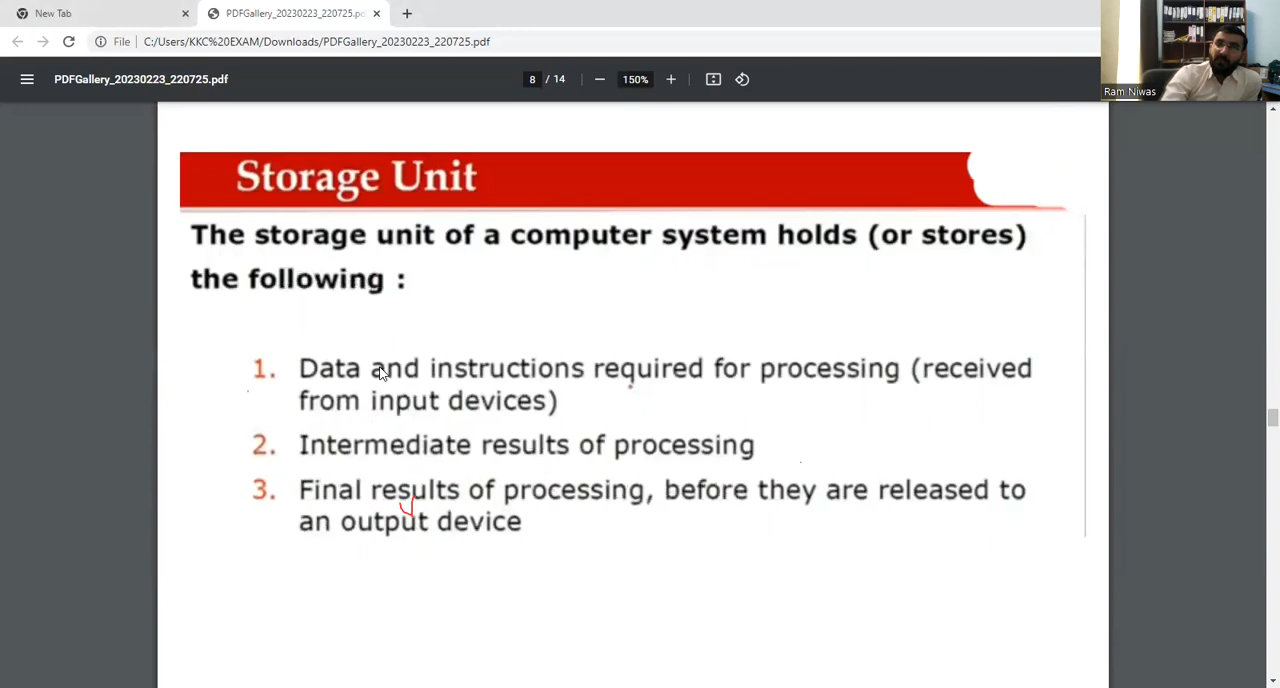 New Tab
PDFGallery_20230223_220725.pdf
File C:/Users/KKC%20EXAM/Downloads/PDFGallery_20230223_220725.pdf
PDFGallery_20230223_220725.pdf 8 / 14 150%
Ram Niwas
Storage Unit
The storage unit of a computer system holds (or stores)
the following :
1. Data and instructions required for processing (received
from input devices)
2. Intermediate results of processing
3. Final results of processing, before they are released to
an output device